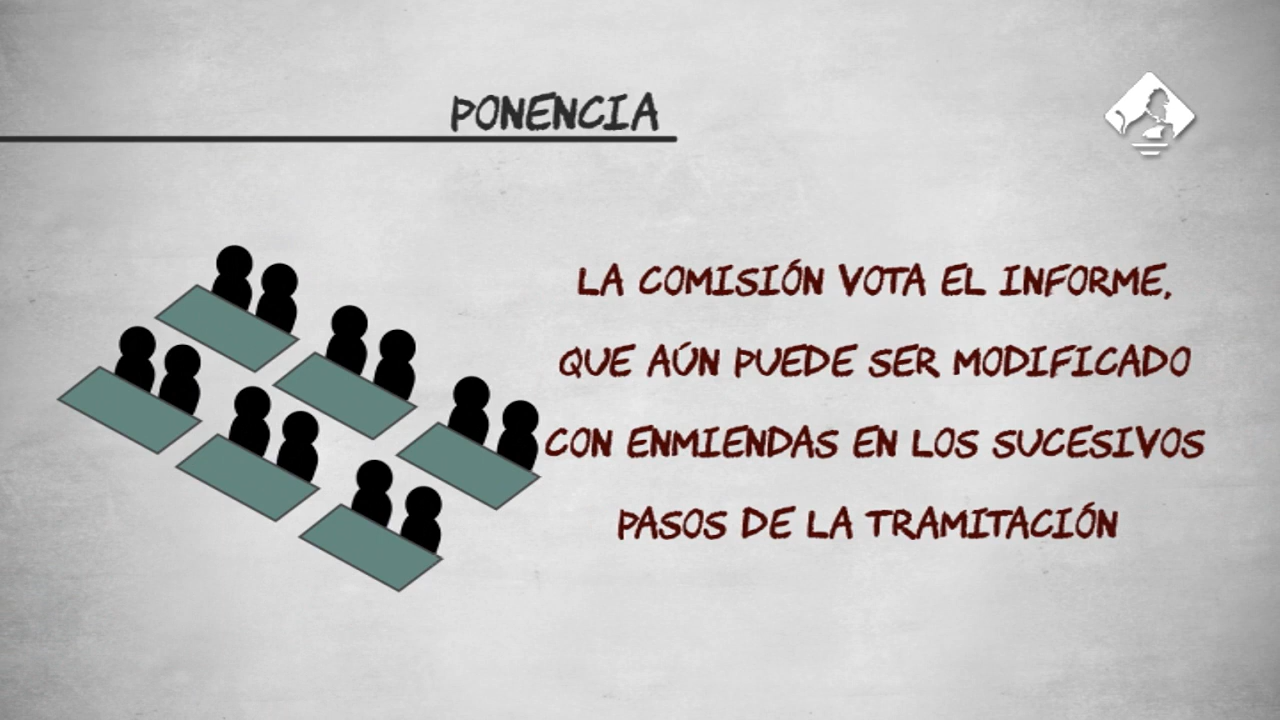 PONENCIA
LA COMISIÓN VOTA EL INFORME,
QUE AÚN PUEDE SER MODIFICADO
CON ENMIENDAS EN LOS SUCESIVOS
PASOS DE LA TRAMITACIÓN